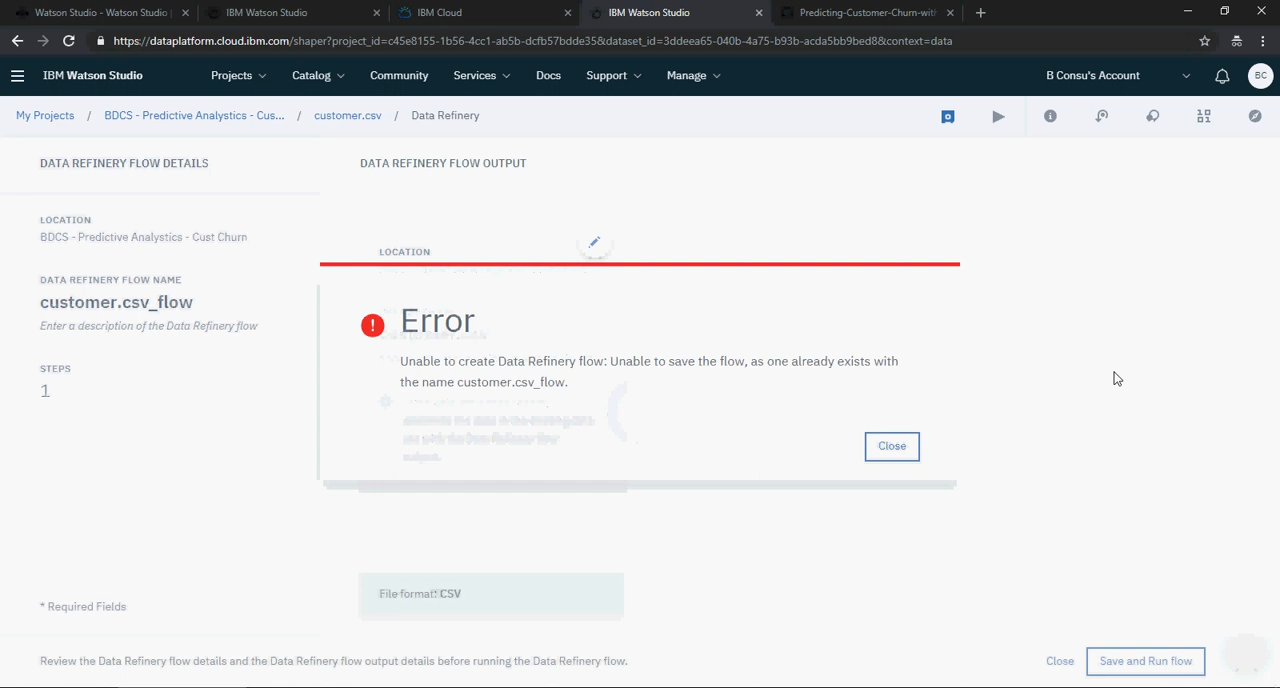 Watson Studio - Watson Studio
IBM Watson Studio
IBM Cloud
IBM Watson Studio
Predicting-Customer-Churn-with
https://dataplatform.cloud.ibm.com/shaper?project_id=c45e8155-1b56-4cc1-ab5b-dcfb57bdde35&dataset_id=3ddeea65-040b-4a75-b93b-acda5bb9bed8&context=data
IBM Watson Studio
Projects
Catalog
Community
Services
Docs
Support
Manage
B Consu's Account
BC
My Projects / BDCS - Predictive Analystics - Cus... / customer.csv / Data Refinery
DATA REFINERY FLOW DETAILS
DATA REFINERY FLOW OUTPUT
LOCATION
BDCS - Predictive Analystics - Cust Churn
LOCATION
DATA REFINERY FLOW NAME
customer.csv_flow
Enter a description of the Data Refinery flow
STEPS
1
Error
Unable to create Data Refinery flow: Unable to save the flow, as one already exists with
the name customer.csv_flow.
Close
File format: CSV
* Required Fields
Review the Data Refinery flow details and the Data Refinery flow output details before running the Data Refinery flow.
Close
Save and Run flow